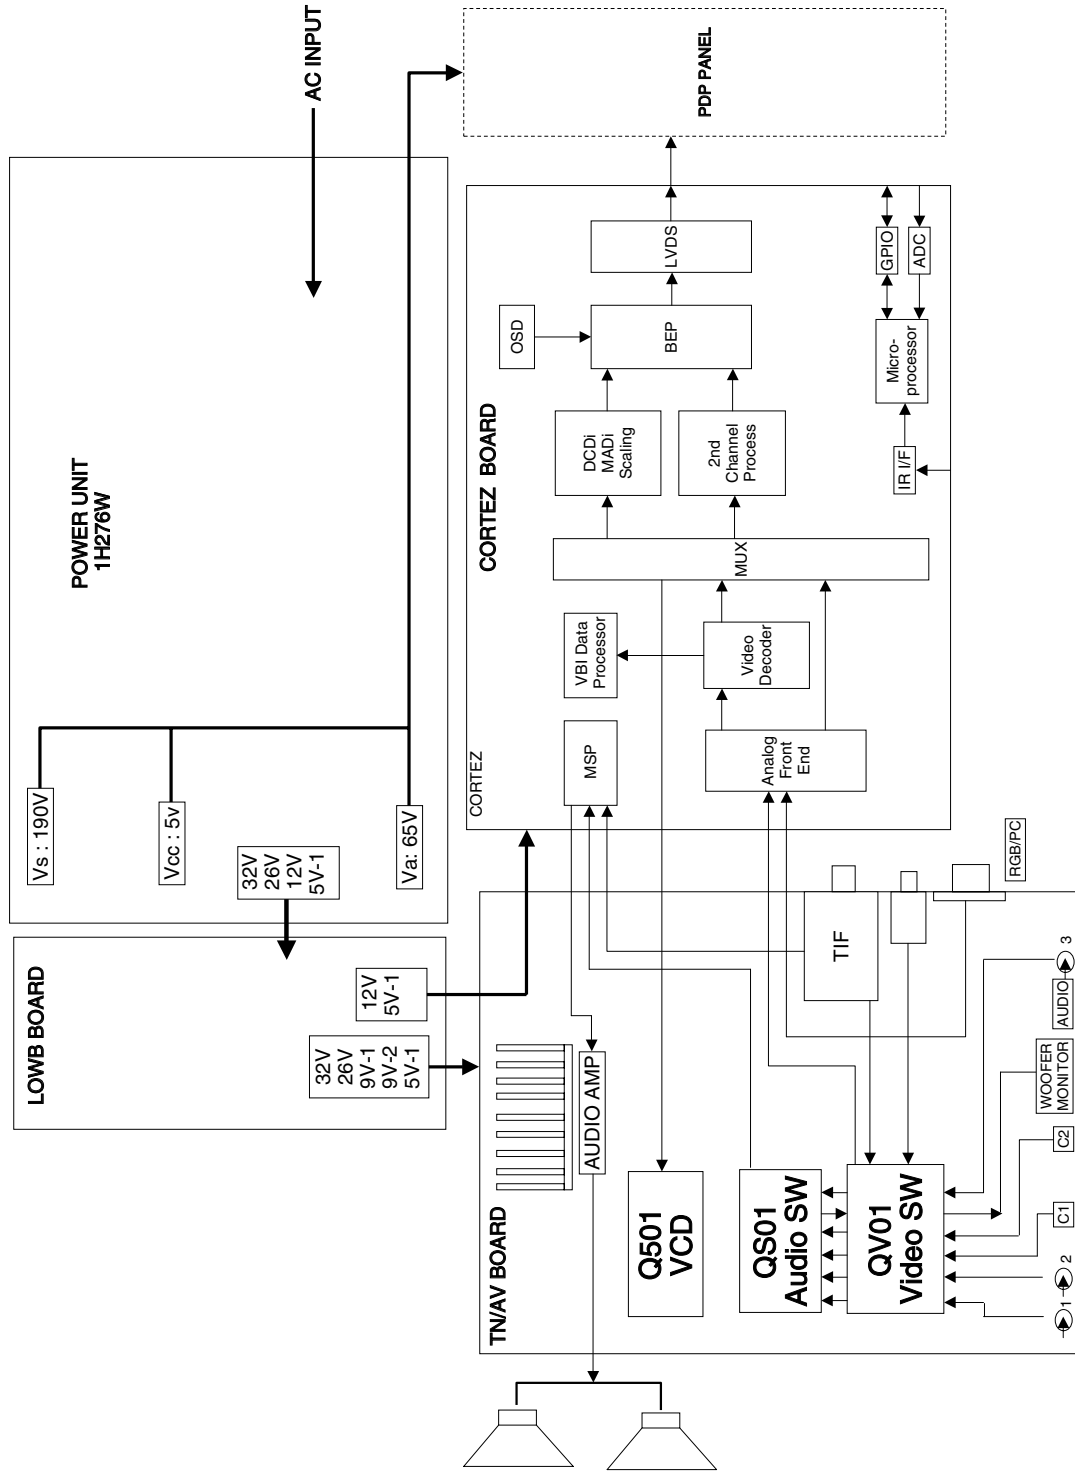 AC INPUT
POWER UNIT
1H276W
Vs : 190V
Vcc : 5v
32V
26V
12V
5V-1
Va: 65V
LOWB BOARD
12V
5V-1
32V
26V
9V-1
9V-2
5V-1
PDP PANEL
CORTEZ BOARD
CORTEZ
LVDS
OSD
BEP
DCDi
MADi
Scaling
2nd
Channel
Process
GPIO
ADC
Micro-
processor
IR I/F
MUX
VBI Data
Processor
Video
Decoder
MSP
Analog
Front
End
TN/AV BOARD
AUDIO AMP
TIF
RGB/PC
Q501
VCD
QS01
Audio SW
QV01
Video SW
1
2
C1
C2
WOOFER
MONITOR
AUDIO
3